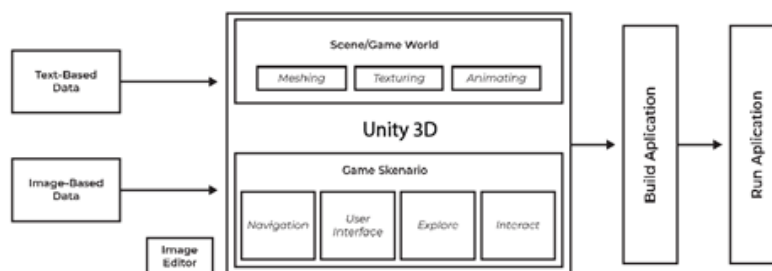 Text-Based
Data
Image-Based
Data
Image
Editor
Scene/Game World
Meshing
Texturing
Animating
Unity 3D
Game Skenario
Navigation
User
Interface
Explore
Interact
Build Aplication
Run Aplication